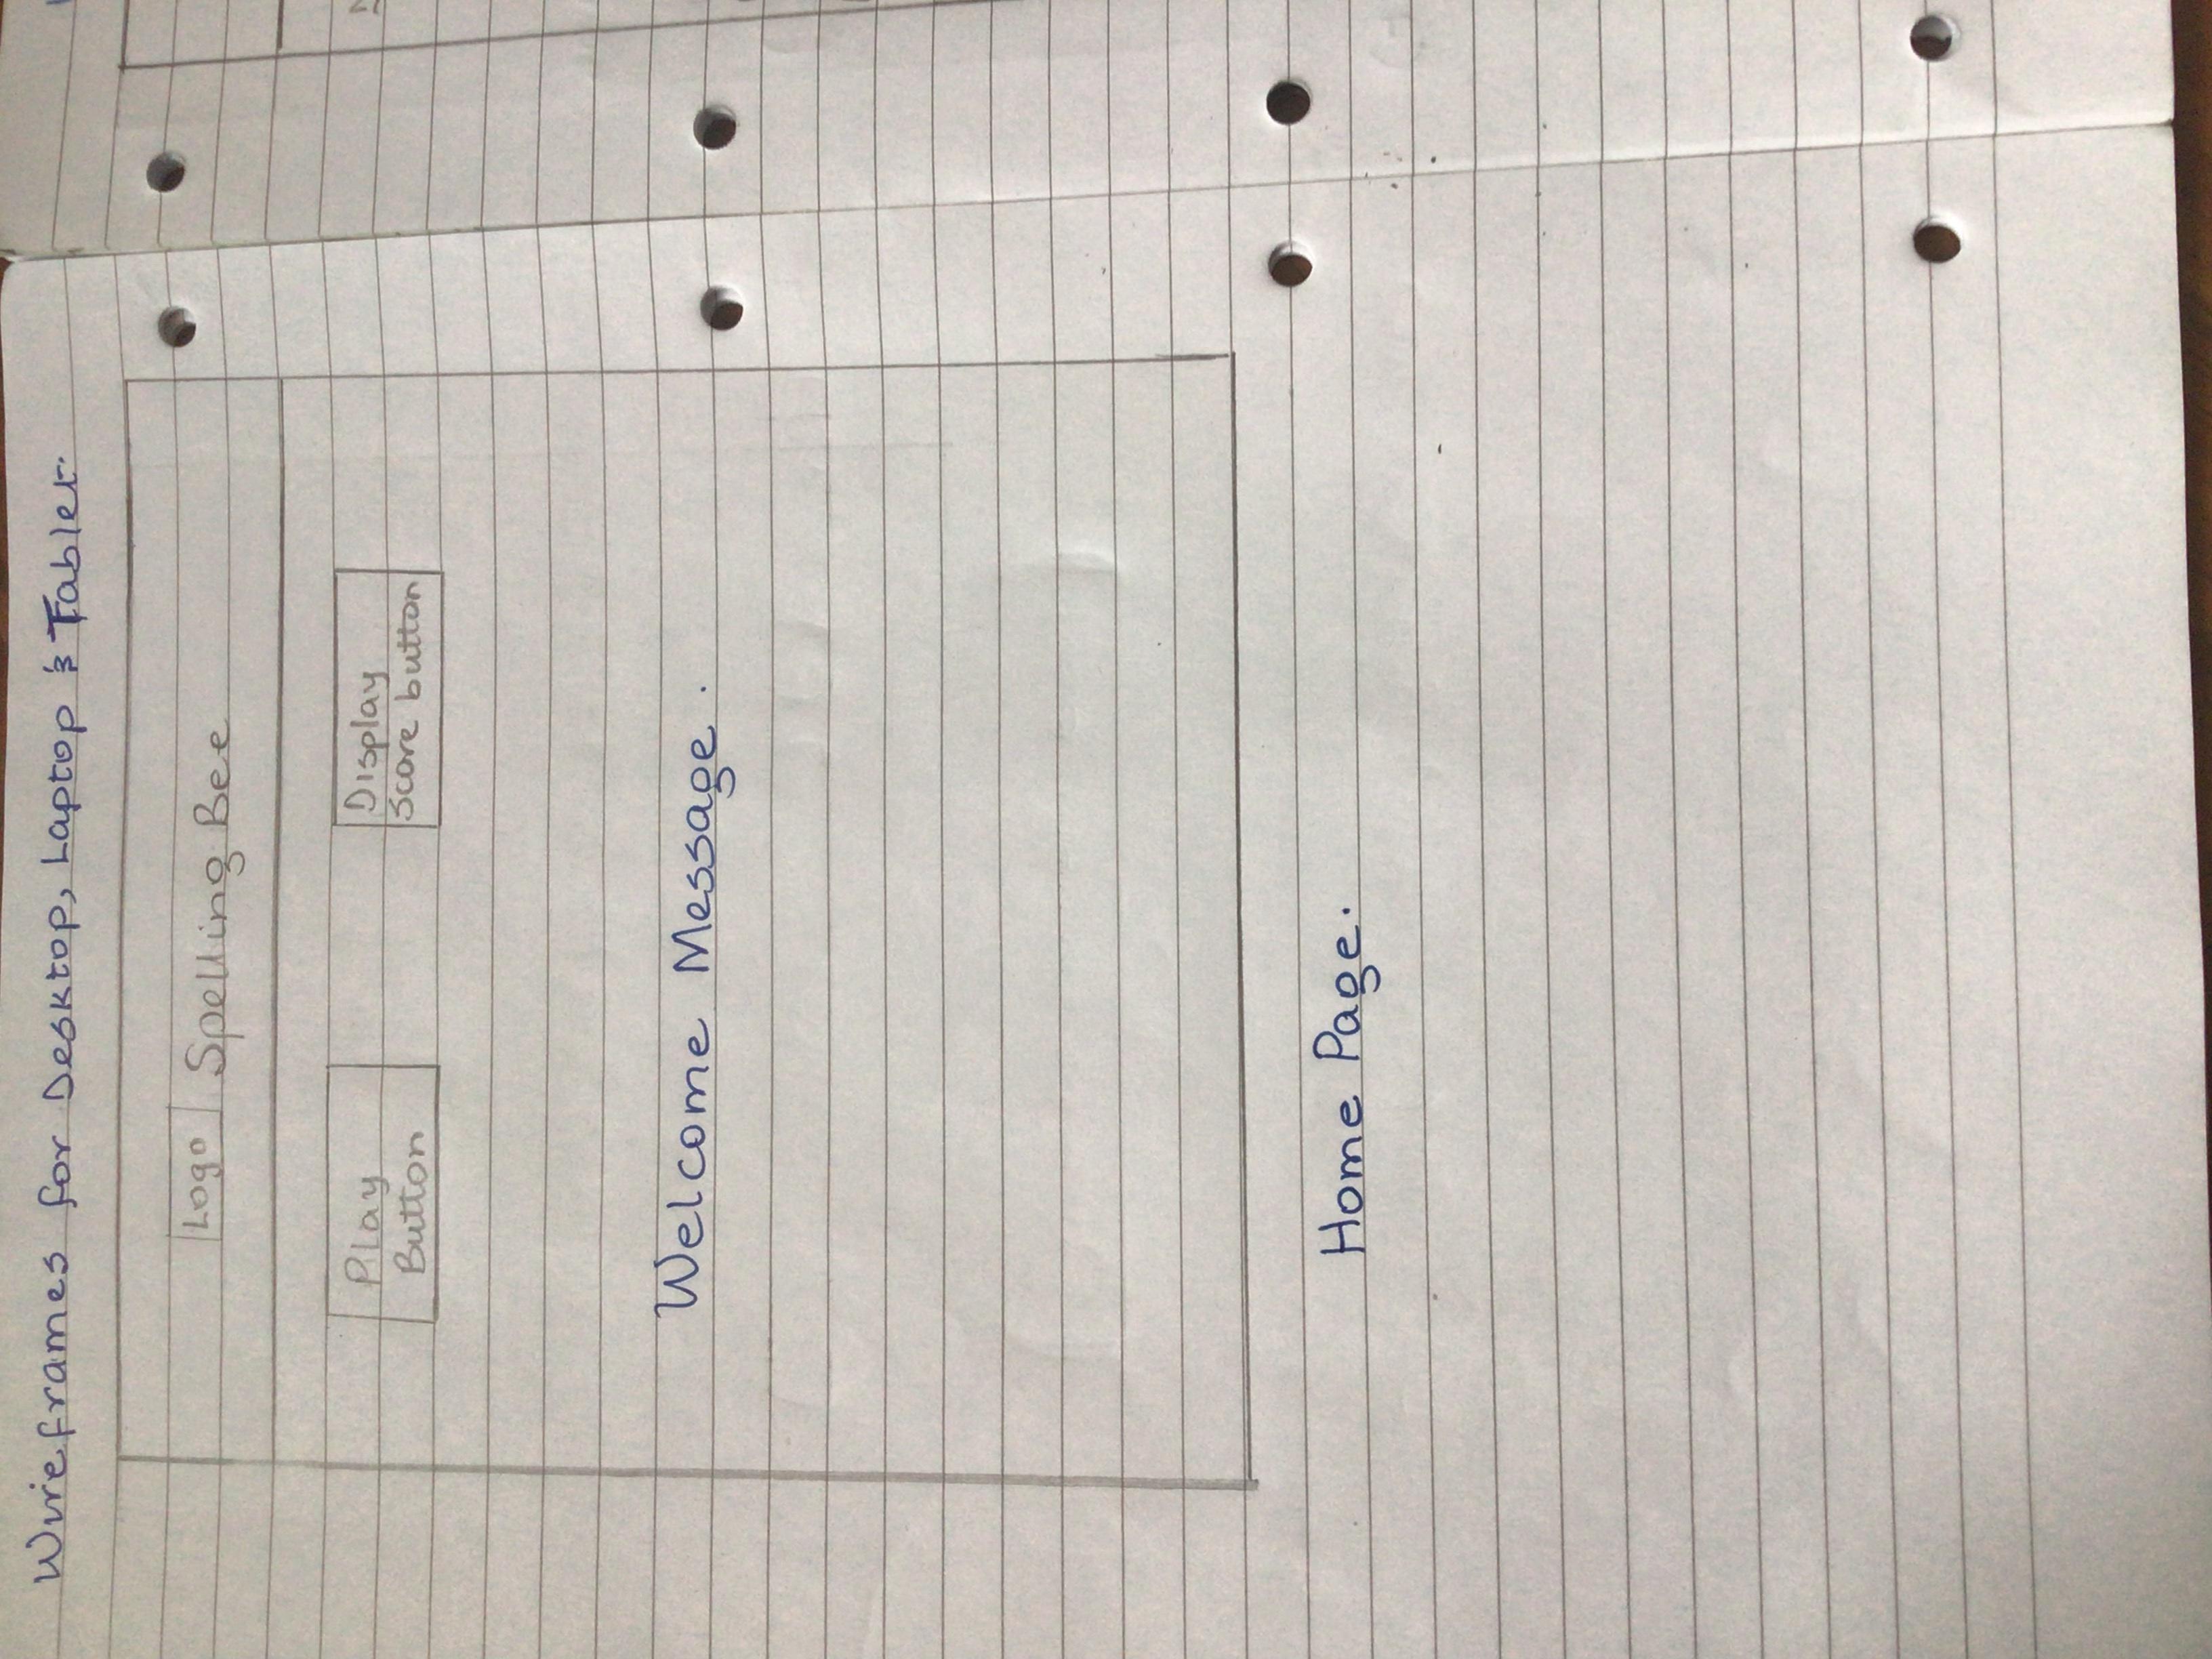 Wireframes for Desktop, Laptop & Tablet.
Logo Spelling Bee
Play
Button
Display
Score button
Welcome Message.
Home Page.